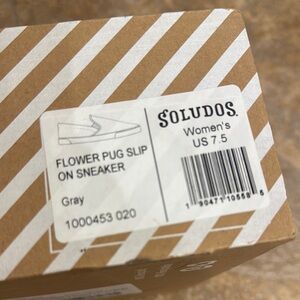 SOLUDOS.
Women's
US 7.5
FLOWER PUG SLIP
ON SNEAKER
Gray
1000453 020